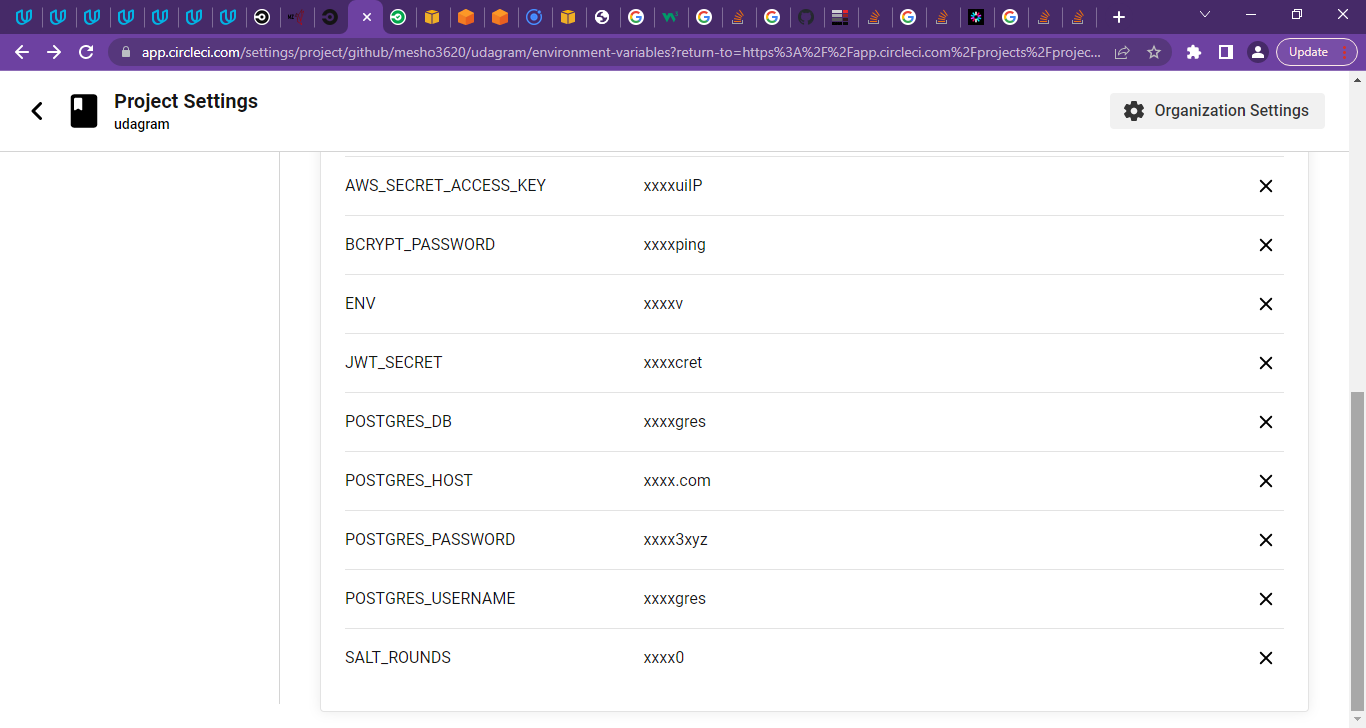 app.circleci.com/settings/project/github/mesho3620/udagram/environment-variables?return-to=https%3A%2F%2Fapp.circleci.com%2Fprojects%2Fprojec...
Update
Project Settings
udagram
Organization Settings
AWS_SECRET_ACCESS_KEY xxxxuiIP
BCRYPT_PASSWORD xxxxping
ENV xxxxv
JWT_SECRET xxxxcret
POSTGRES_DB xxxxgres
POSTGRES_HOST xxxx.com
POSTGRES_PASSWORD xxxx3xyz
POSTGRES_USERNAME xxxxgres
SALT_ROUNDS xxxx0